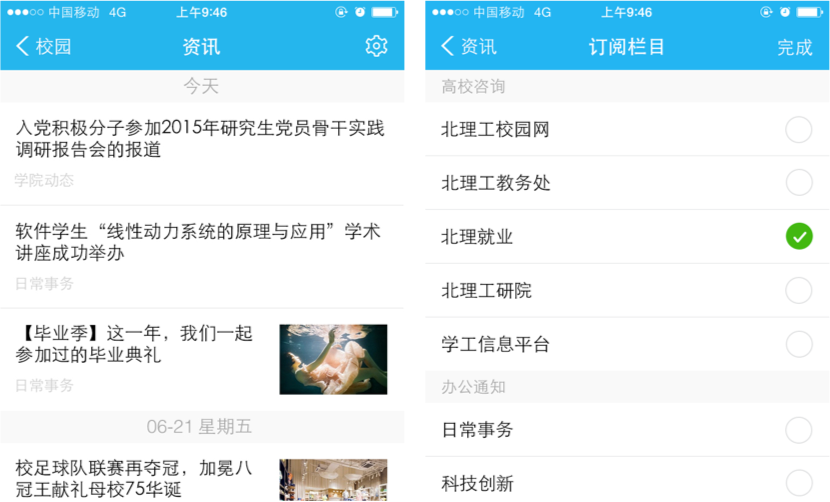 中国移动 4G 上午9:46
校园 资讯
今天
入党积极分子参加2015年研究生党员骨干实践
调研报告会的报道
学院动态
软件学生“线性动力系统的原理与应用”学术
讲座成功举办
日常事务
【毕业季】这一年，我们一起
参加过的毕业典礼
日常事务
06-21 星期五
校足球队联赛再夺冠，加冕八
冠王献礼母校75华诞
中国移动 4G 上午9:46
资讯 订阅栏目 完成
高校咨询
北理工校园网
北理工教务处
北理就业
北理工研院
学工信息平台
办公通知
日常事务
科技创新